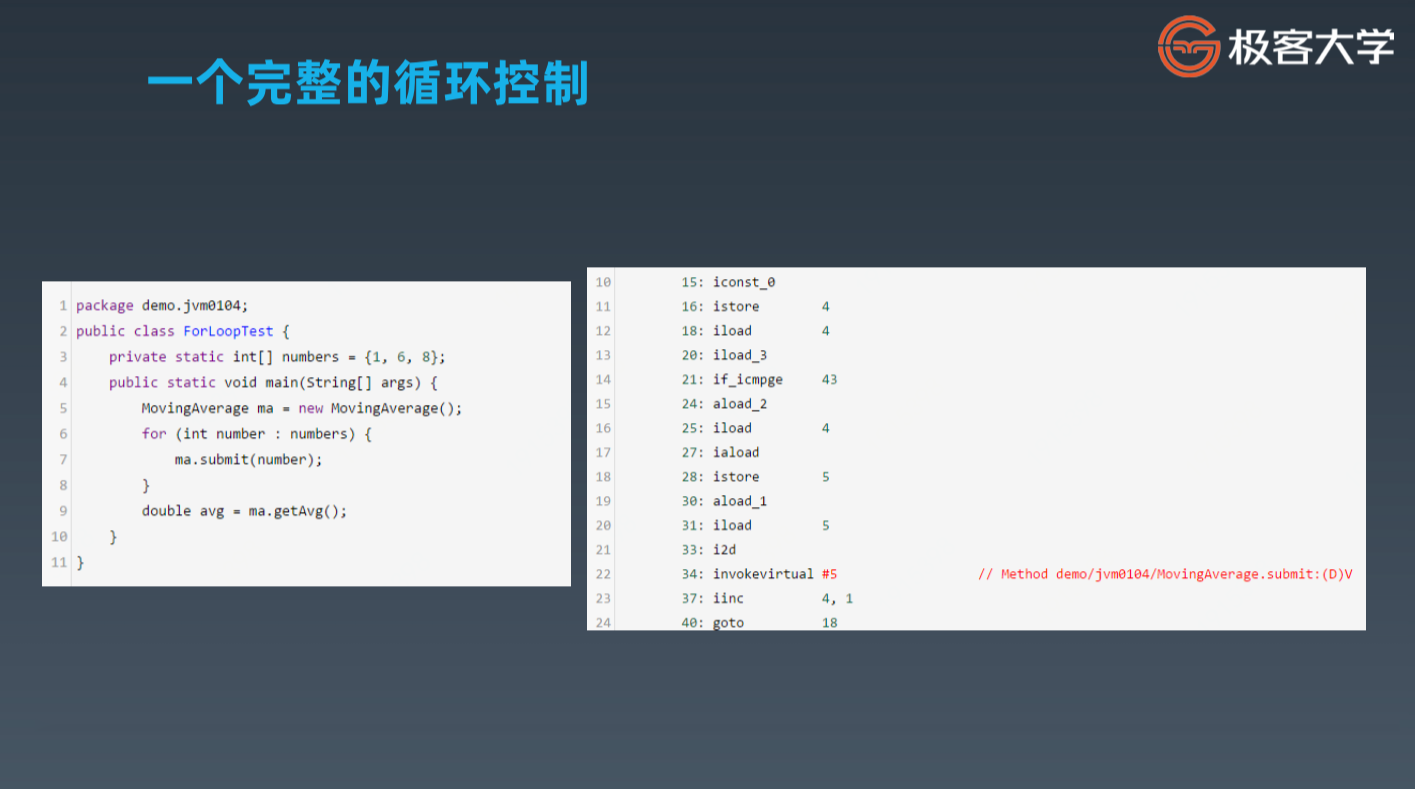 极客大学
一个完整的循环控制
1 package demo.jvm0104;
2 public class ForLoopTest {
3 private static int[] numbers = {1, 6, 8};
4 public static void main(String[] args) {
5 MovingAverage ma = new MovingAverage();
6 for (int number : numbers) {
7 ma.submit(number);
8 }
9 double avg = ma.getAvg();
10 }
11 }
10 15: iconst_0
11 16: istore 4
12 18: iload 4
13 20: iload_3
14 21: if_icmpge 43
15 24: aload_2
16 25: iload 4
17 27: iaload
18 28: istore 5
19 30: aload_1
20 31: iload 5
21 33: i2d
22 34: invokevirtual #5 // Method demo/jvm0104/MovingAverage.submit:(D)V
23 37: iinc 4, 1
24 40: goto 18